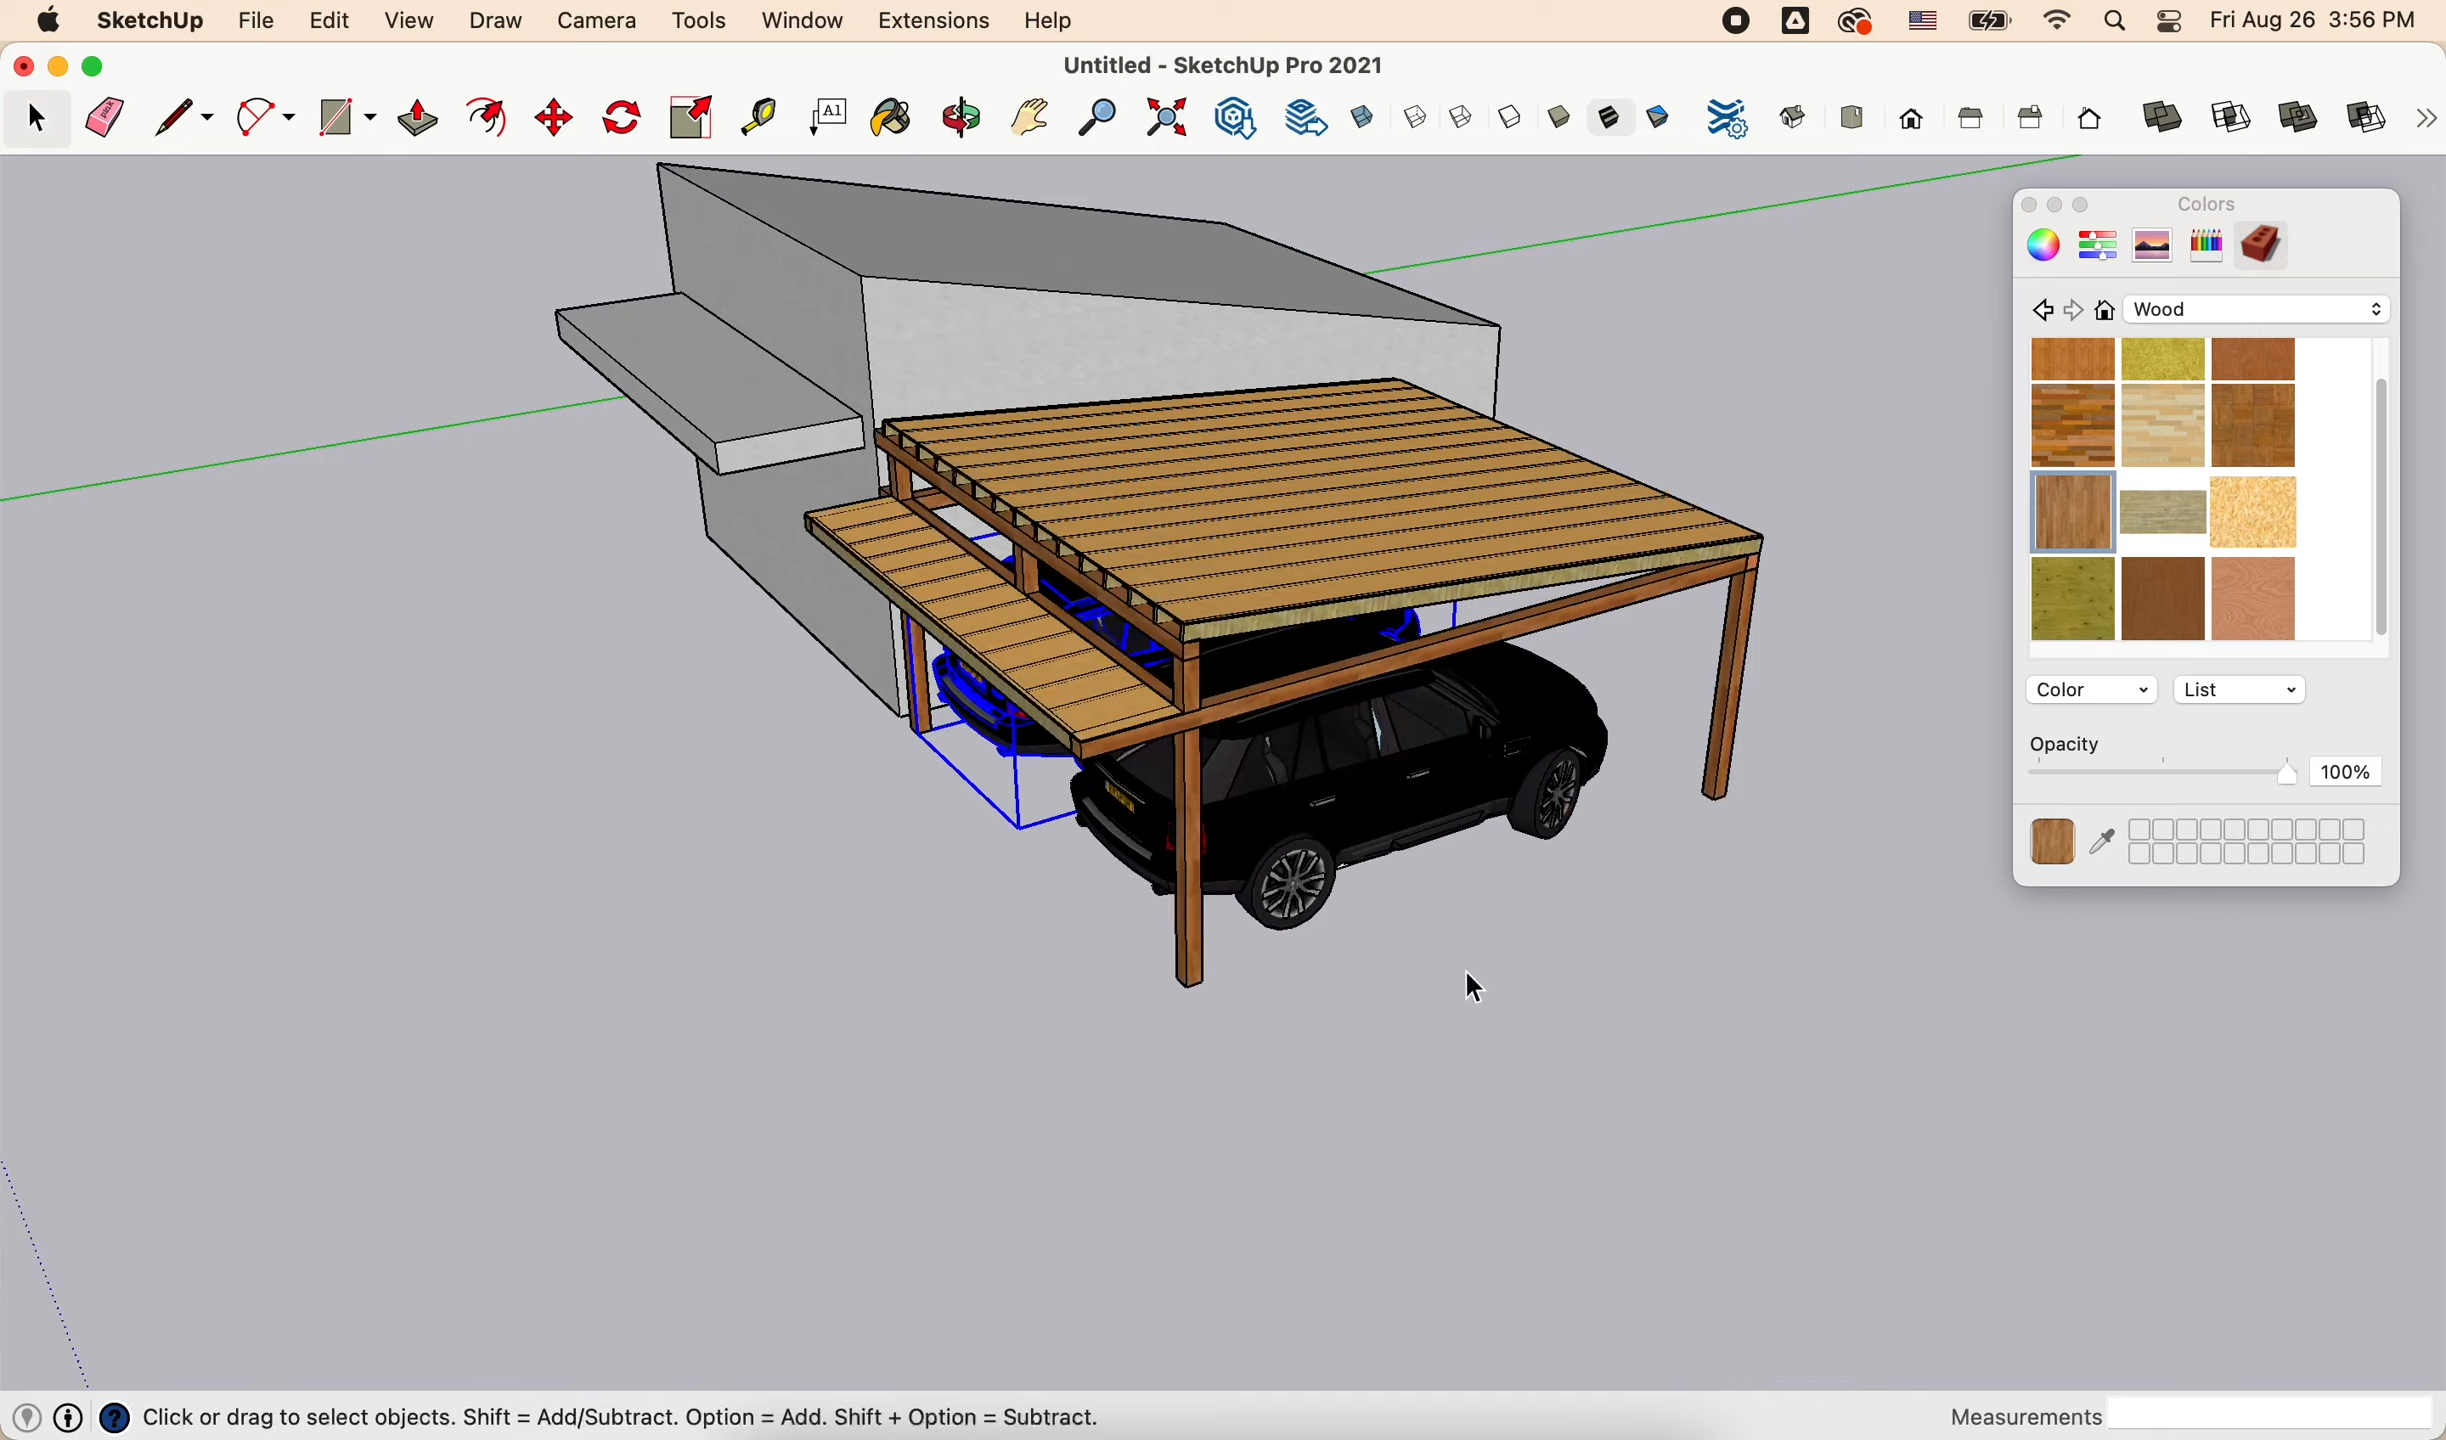 SketchUp File Edit View Draw Camera Tools Window Extensions Help Fri Aug 26 3:56 PM
Untitled - SketchUp Pro 2021
A1
Colors
Wood
Color List
Opacity
100%
Click or drag to select objects. Shift = Add/Subtract. Option = Add. Shift + Option = Subtract. Measurements